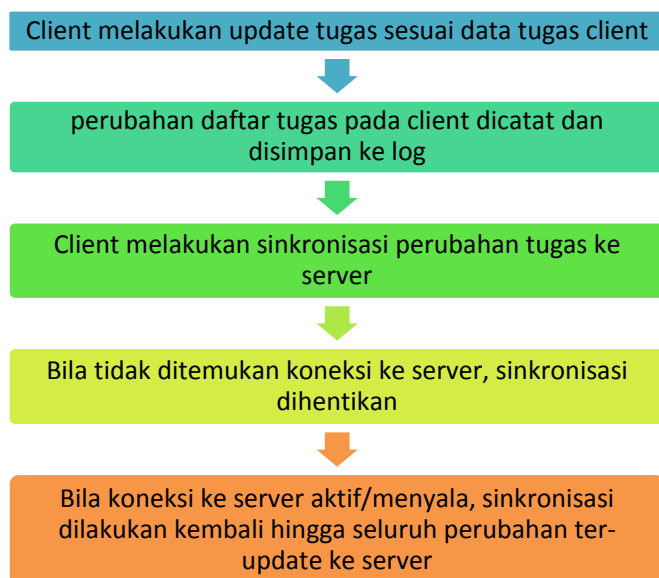 Client melakukan update tugas sesuai data tugas client
perubahan daftar tugas pada client dicatat dan
disimpan ke log
Client melakukan sinkronisasi perubahan tugas ke
server
Bila tidak ditemukan koneksi ke server, sinkronisasi
dihentikan
Bila koneksi ke server aktif/menyala, sinkronisasi
dilakukan kembali hingga seluruh perubahan ter-
update ke server